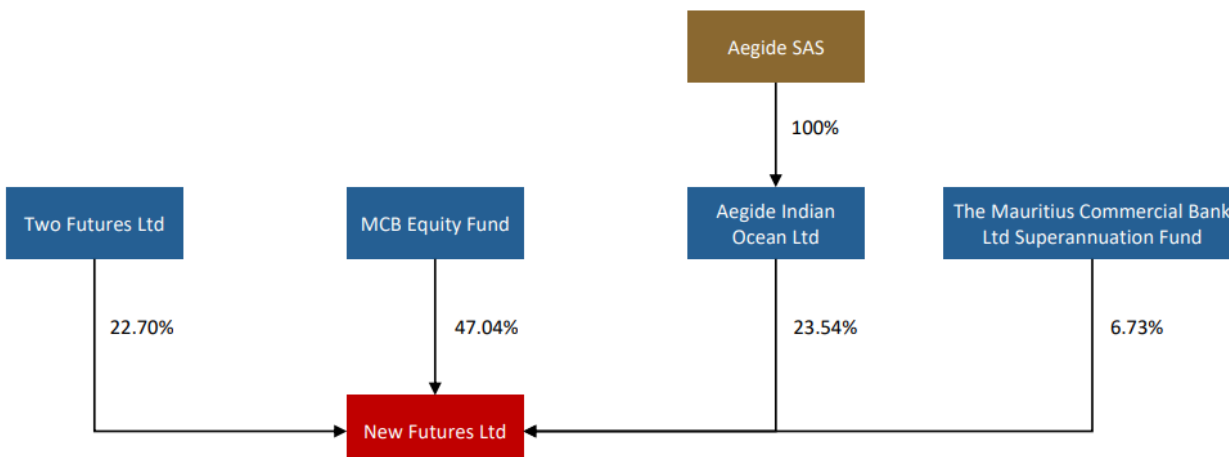 Aegide SAS
100%
Two Futures Ltd
MCB Equity Fund
Aegide Indian
Ocean Ltd
The Mauritius Commercial Bank
Ltd Superannuation Fund
22.70%
47.04%
23.54%
6.73%
New Futures Ltd